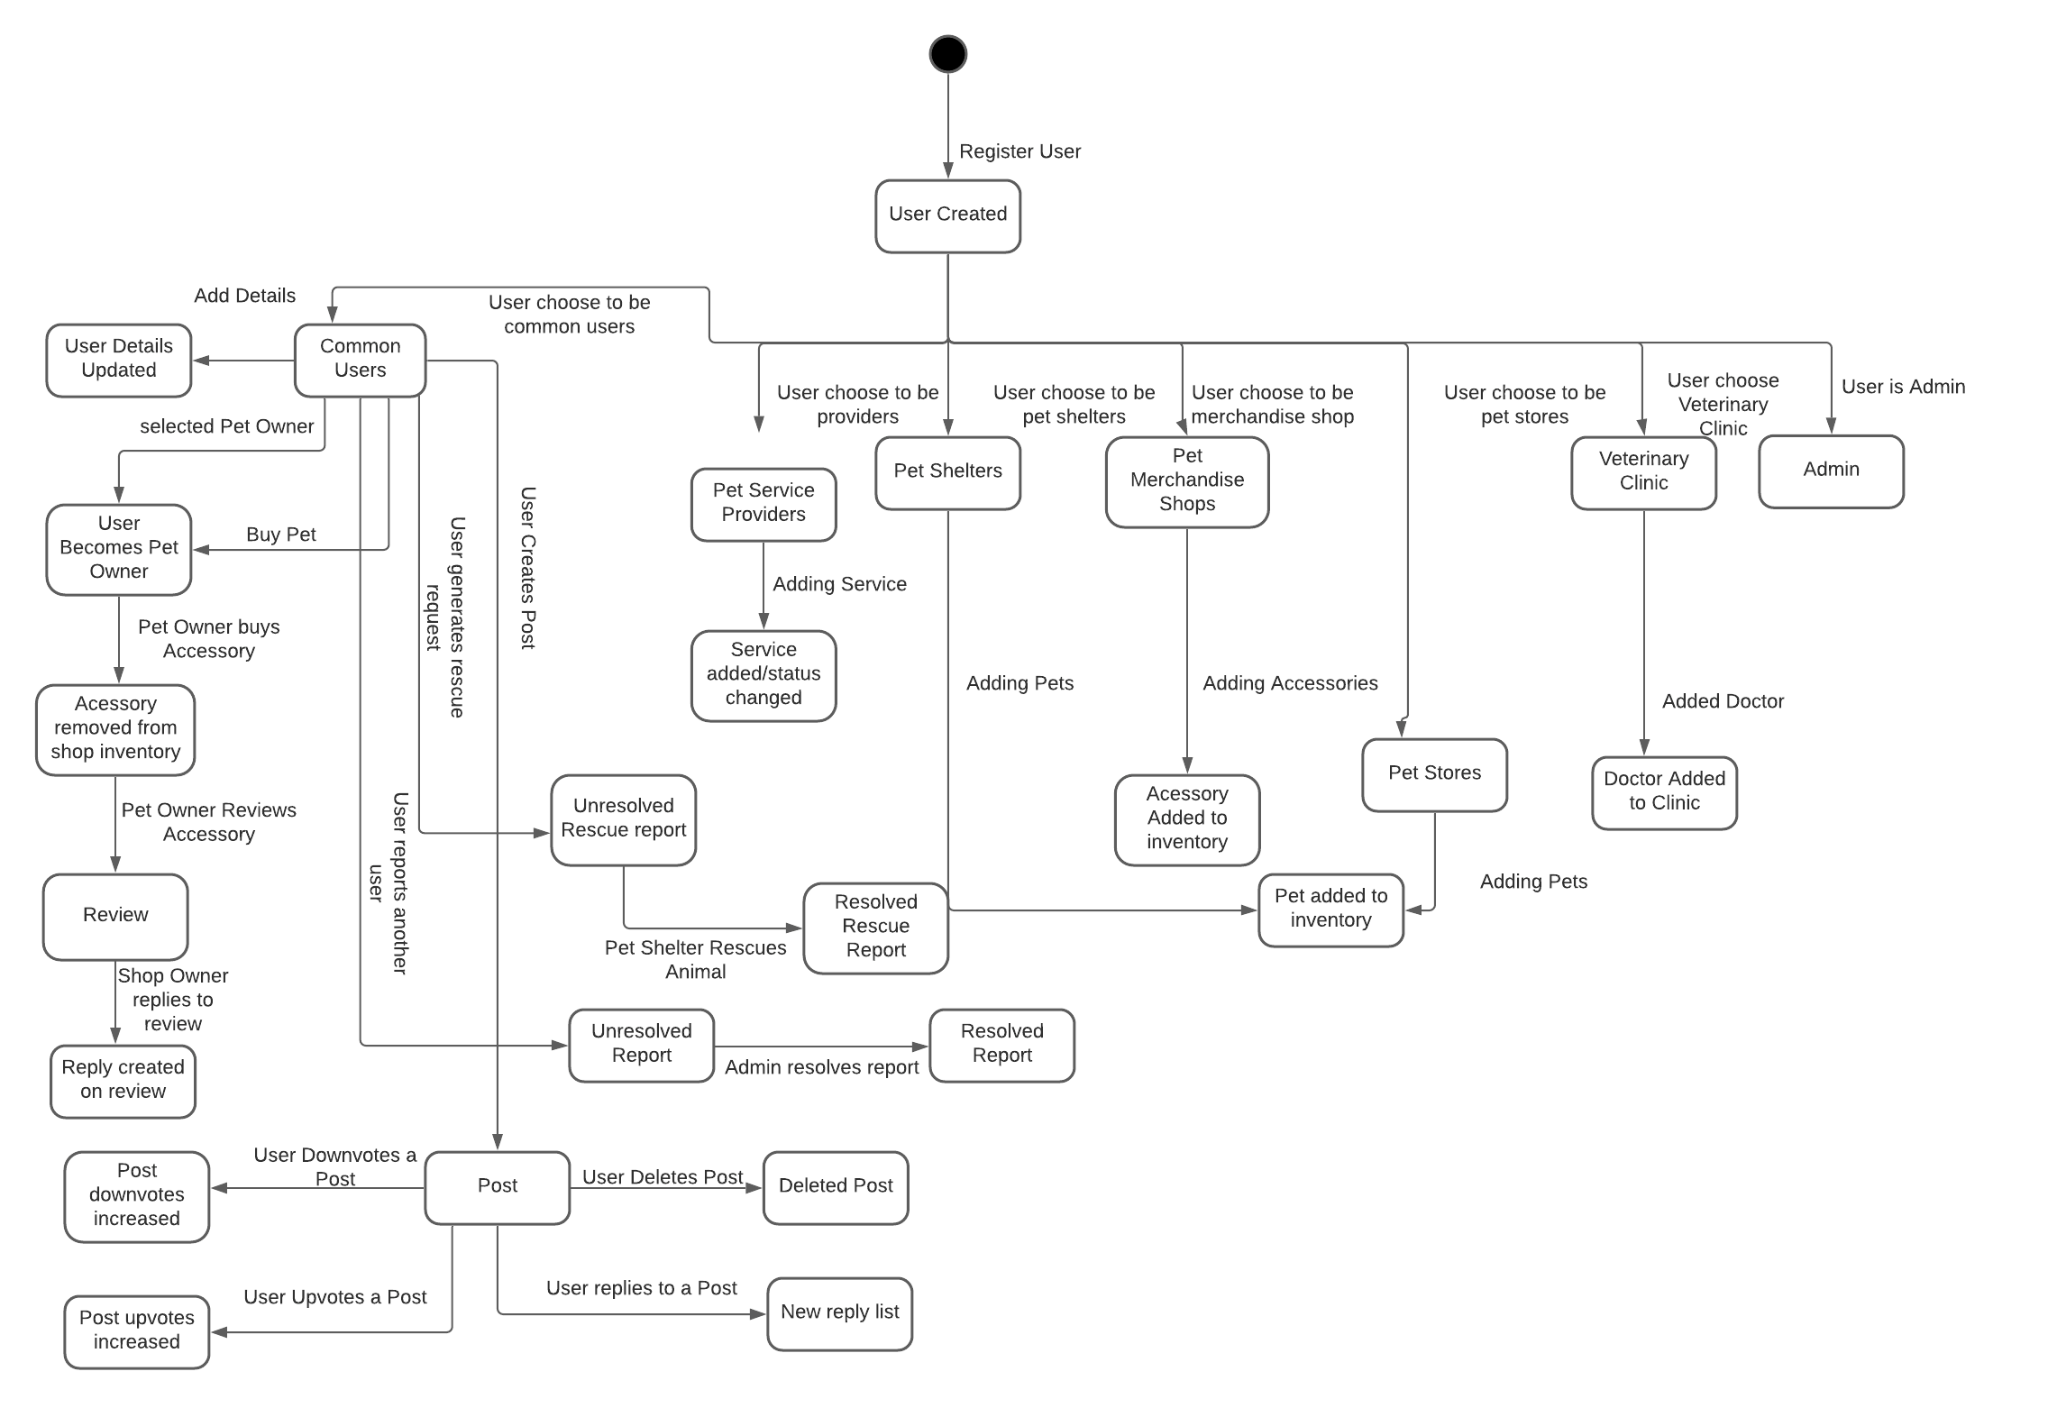 Register User
User Created
Add Details
User choose to be
common users
User Details
Updated
Common
Users
User choose to be
providers
User choose to be
pet shelters
User choose to be
merchandise shop
User choose to be
pet stores
User choose
Veterinary
Clinic
User is Admin
selected Pet Owner
Pet Service
Providers
Pet Shelters
Pet
Merchandise
Shops
Veterinary
Clinic
Admin
User
Becomes Pet
Owner
Buy Pet
User generates rescue
request
User Creates Post
Adding Service
Pet Owner buys
Accessory
Service
added/status
changed
Adding Pets
Adding Accessories
Added Doctor
Acessory
removed from
shop inventory
Pet Stores
Doctor Added
to Clinic
Pet Owner Reviews
Accessory
User reports another
user
Unresolved
Rescue report
Acessory
Added to
inventory
Review
Resolved
Rescue
Report
Pet added to
inventory
Adding Pets
Pet Shelter Rescues
Animal
Shop Owner
replies to
review
Unresolved
Report
Admin resolves report
Resolved
Report
Reply created
on review
Post
downvotes
increased
User Downvotes a
Post
Post
User Deletes Post
Deleted Post
Post upvotes
increased
User Upvotes a Post
User replies to a Post
New reply list